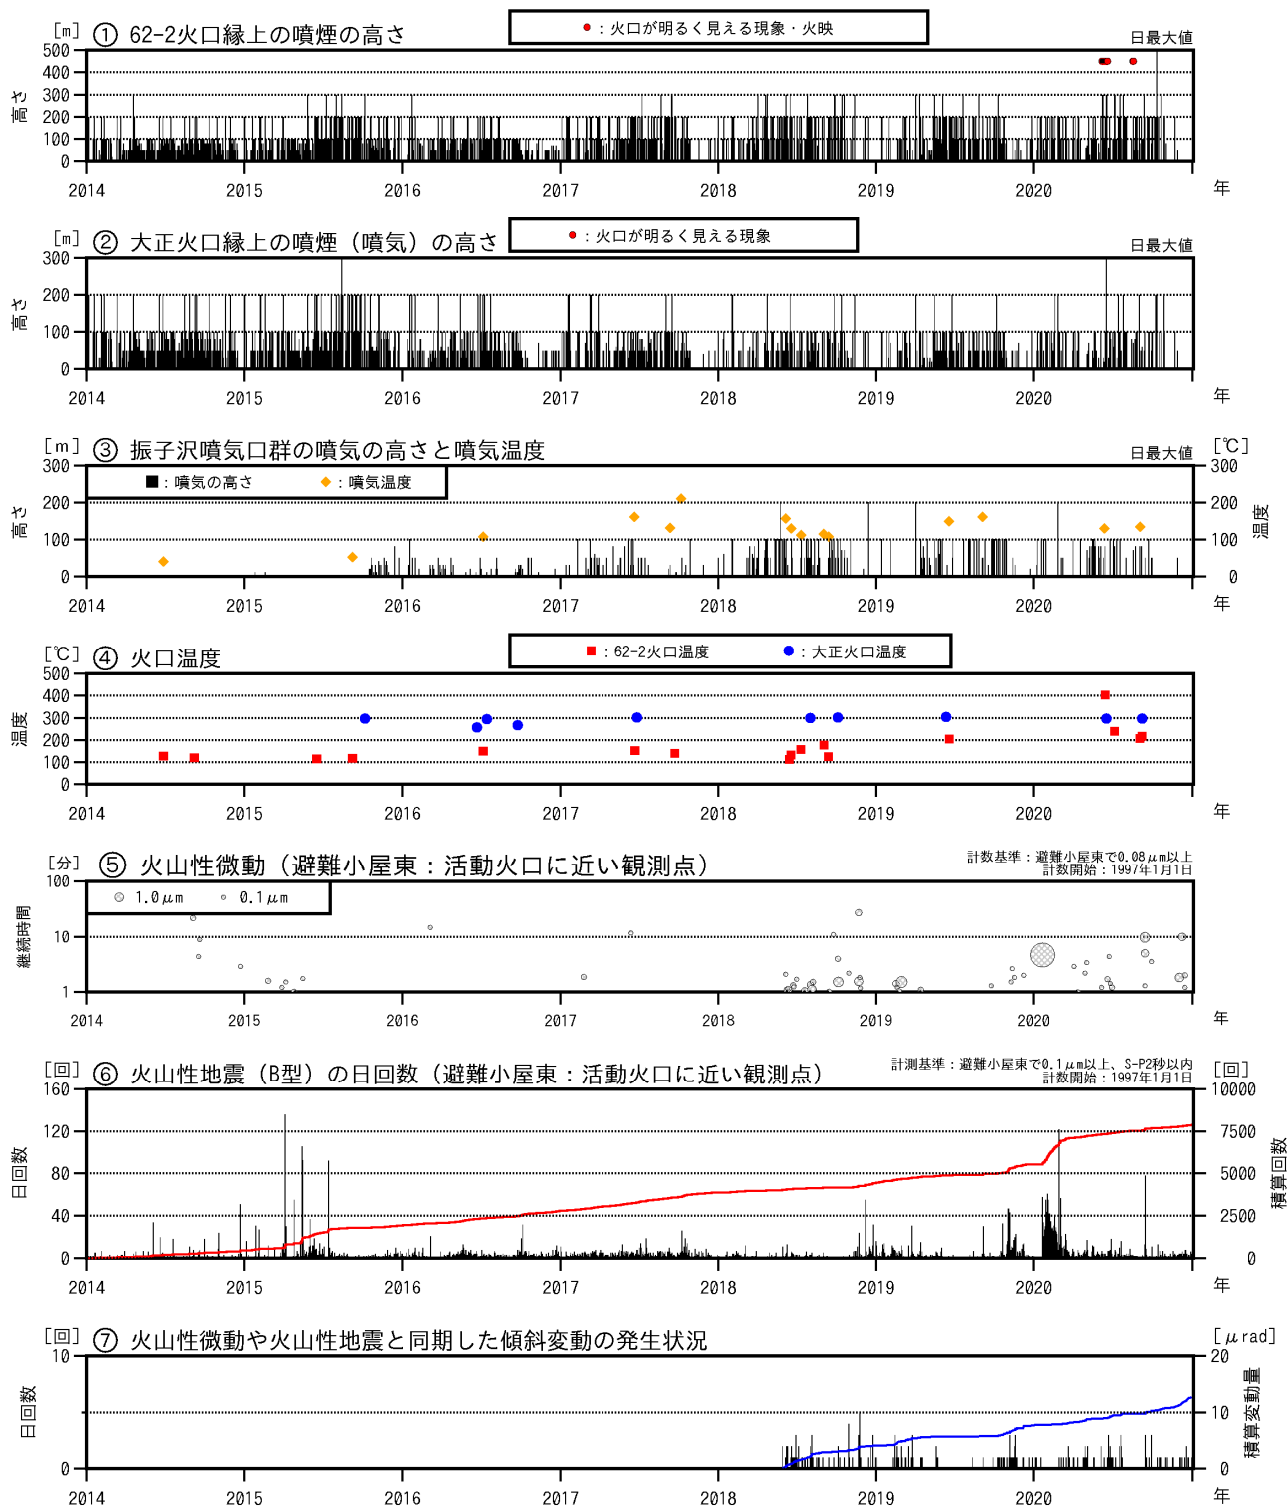 [m] ① 62-2火口縁上の噴煙の高さ
●：火口が明るく見える現象・火映
日最大値
高さ
500
400
300
200
100
0
2014 2015 2016 2017 2018 2019 2020 年
[m] ② 大正火口縁上の噴煙（噴気）の高さ
●：火口が明るく見える現象
日最大値
高さ
300
200
100
0
2014 2015 2016 2017 2018 2019 2020 年
[m] ③ 振子沢噴気口群の噴気の高さと噴気温度
日最大値 [℃]
■：噴気の高さ ◆：噴気温度
高さ
温度
300 300
200 200
100 100
0 0
2014 2015 2016 2017 2018 2019 2020 年
[℃] ④ 火口温度
■：62-2火口温度 ●：大正火口温度
温度
500
400
300
200
100
0
2014 2015 2016 2017 2018 2019 2020 年
[分] ⑤ 火山性微動（避難小屋東：活動火口に近い観測点）
計数基準：避難小屋東で0.08μm以上
計数開始：1997年1月1日
1.0μm 0.1μm
継続時間
100
10
1
2014 2015 2016 2017 2018 2019 2020 年
[回] ⑥ 火山性地震（B型）の日回数（避難小屋東：活動火口に近い観測点）
計測基準：避難小屋東で0.1μm以上、S-P2秒以内
計数開始：1997年1月1日
[回]
日回数
積算回数
160 10000
120 7500
80 5000
40 2500
0 0
2014 2015 2016 2017 2018 2019 2020 年
[回] ⑦ 火山性微動や火山性地震と同期した傾斜変動の発生状況
[μrad]
日回数
積算変動量
10 20
5 10
0 0
2014 2015 2016 2017 2018 2019 2020 年